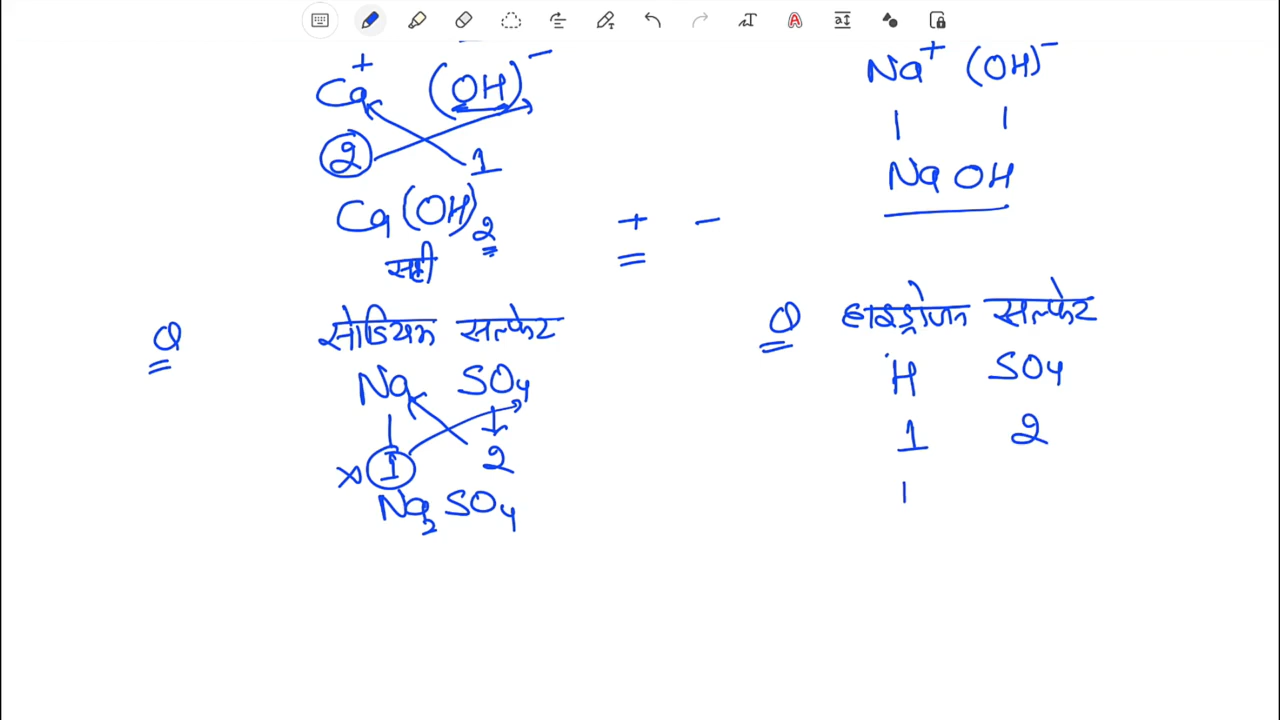 Ca⁺ (OH)⁻
2 1
Ca(OH)₂
सही
Na⁺ (OH)⁻
1 1
NaOH
+ −
Q सोडियम सल्फेट
Na SO₄
× 1 2
Na₂SO₄
Q हाइड्रोजन सल्फेट
H SO₄
1 2